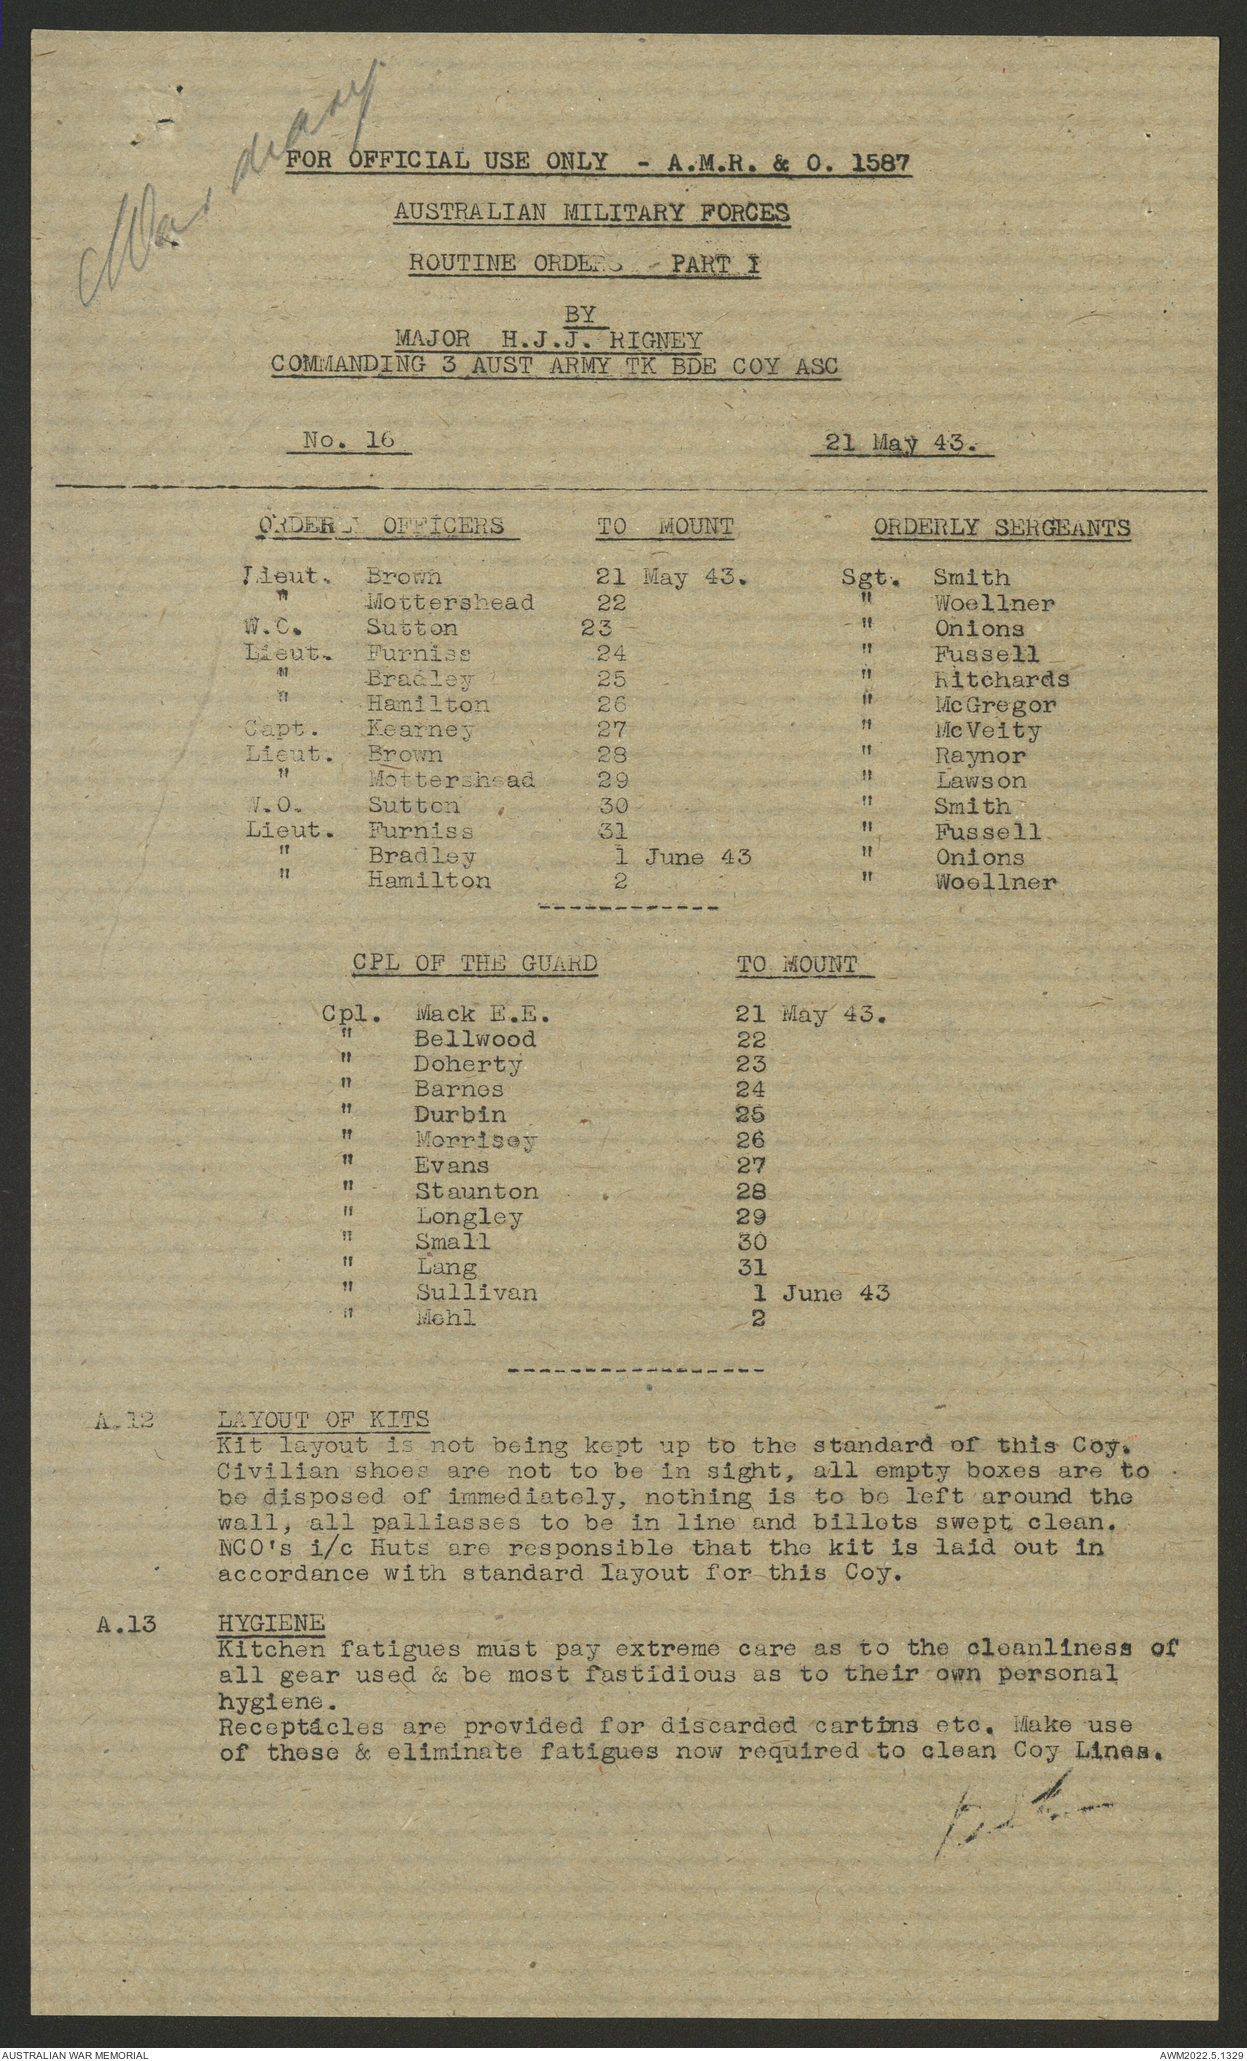 War diary
FOR OFFICIAL USE ONLY - A.M.R. & O. 1587
AUSTRALIAN MILITARY FORCES
ROUTINE ORDERS - PART I
BY
MAJOR H.J.J. RIGNEY
COMMANDING 3 AUST ARMY TK BDE COY ASC
No. 16 21 May 43.
ORDERLY OFFICERS TO MOUNT ORDERLY SERGEANTS
Lieut. Brown 21 May 43. Sgt. Smith
" Mottershead 22 " Woellner
W.O. Sutton 23 " Onions
Lieut. Furniss 24 " Fussell
" Bradley 25 " Ritchards
" Hamilton 26 " McGregor
Capt. Kearney 27 " McVeity
Lieut. Brown 28 " Raynor
" Mottershead 29 " Lawson
W.O. Sutton 30 " Smith
Lieut. Furniss 31 " Fussell
" Bradley 1 June 43 " Onions
" Hamilton 2 " Woellner
------------
CPL OF THE GUARD TO MOUNT
Cpl. Mack E.E. 21 May 43.
" Bellwood 22
" Doherty 23
" Barnes 24
" Durbin 25
" Morrisey 26
" Evans 27
" Staunton 28
" Longley 29
" Small 30
" Lang 31
" Sullivan 1 June 43
" Mehl 2
-----------------
A.12 LAYOUT OF KITS
Kit layout is not being kept up to the standard of this Coy.
Civilian shoes are not to be in sight, all empty boxes are to
be disposed of immediately, nothing is to be left around the
wall, all palliasses to be in line and billets swept clean.
NCO's i/c Huts are responsible that the kit is laid out in
accordance with standard layout for this Coy.
A.13 HYGIENE
Kitchen fatigues must pay extreme care as to the cleanliness of
all gear used & be most fastidious as to their own personal
hygiene.
Receptacles are provided for discarded cartins etc. Make use
of these & eliminate fatigues now required to clean Coy Lines.
AUSTRALIAN WAR MEMORIAL AWM2022.5.1329